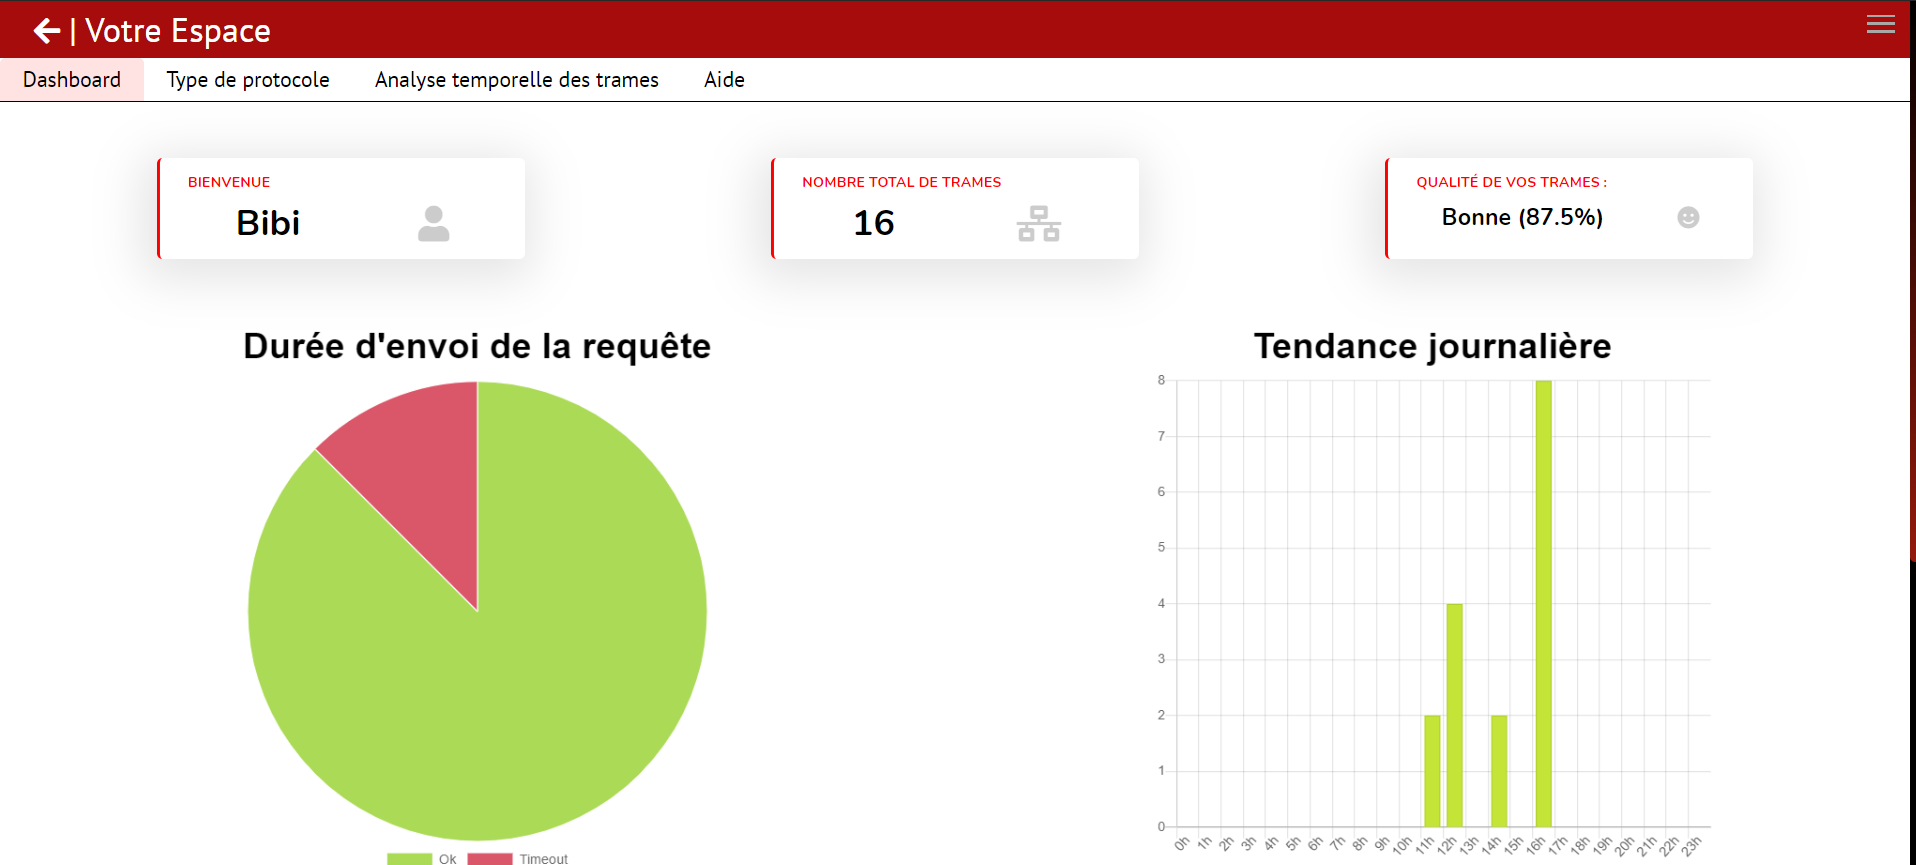 | Votre Espace
Dashboard Type de protocole Analyse temporelle des trames Aide
BIENVENUE
Bibi
NOMBRE TOTAL DE TRAMES
16
QUALITÉ DE VOS TRAMES :
Bonne (87.5%)
Durée d'envoi de la requête
Ok Timeout
Tendance journalière
8
7
6
5
4
3
2
1
0
0h 1h 2h 3h 4h 5h 6h 7h 8h 9h 10h 11h 12h 13h 14h 15h 16h 17h 18h 19h 20h 21h 22h 23h